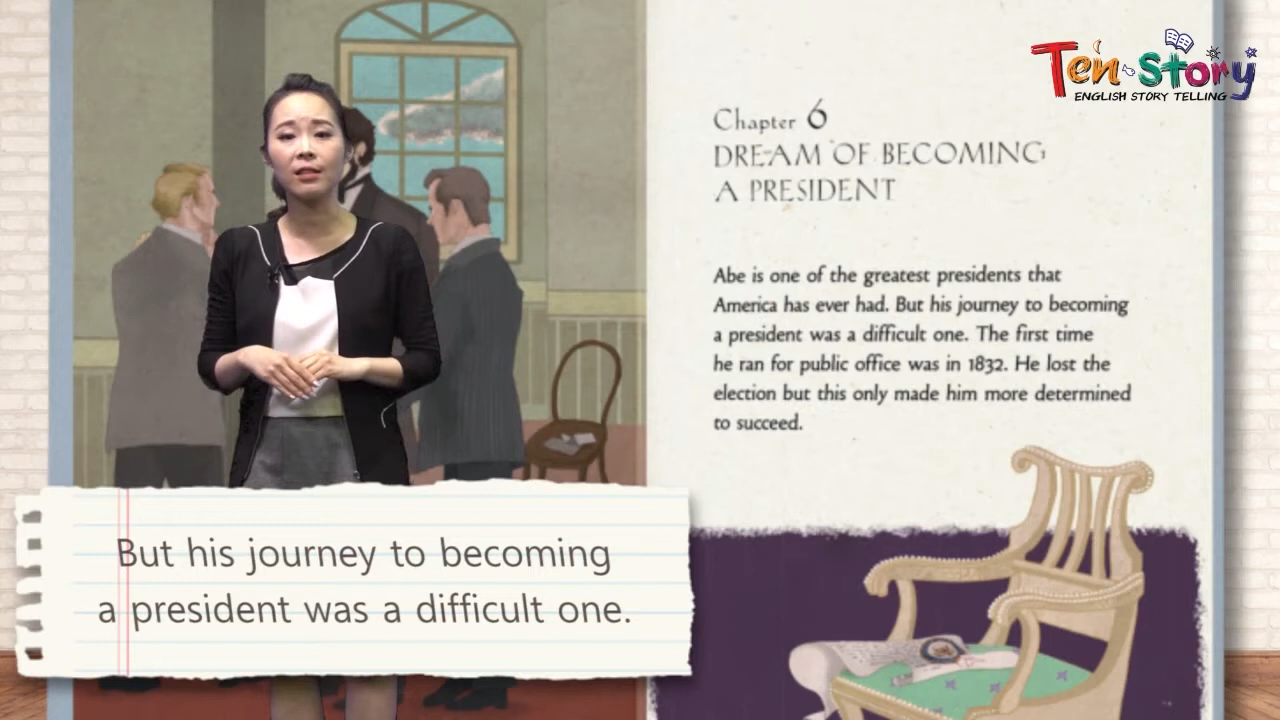 Ten Story
ENGLISH STORY TELLING
Chapter 6
DREAM OF BECOMING
A PRESIDENT
Abe is one of the greatest presidents that
America has ever had. But his journey to becoming
a president was a difficult one. The first time
he ran for public office was in 1832. He lost the
election but this only made him more determined
to succeed.
But his journey to becoming
a president was a difficult one.